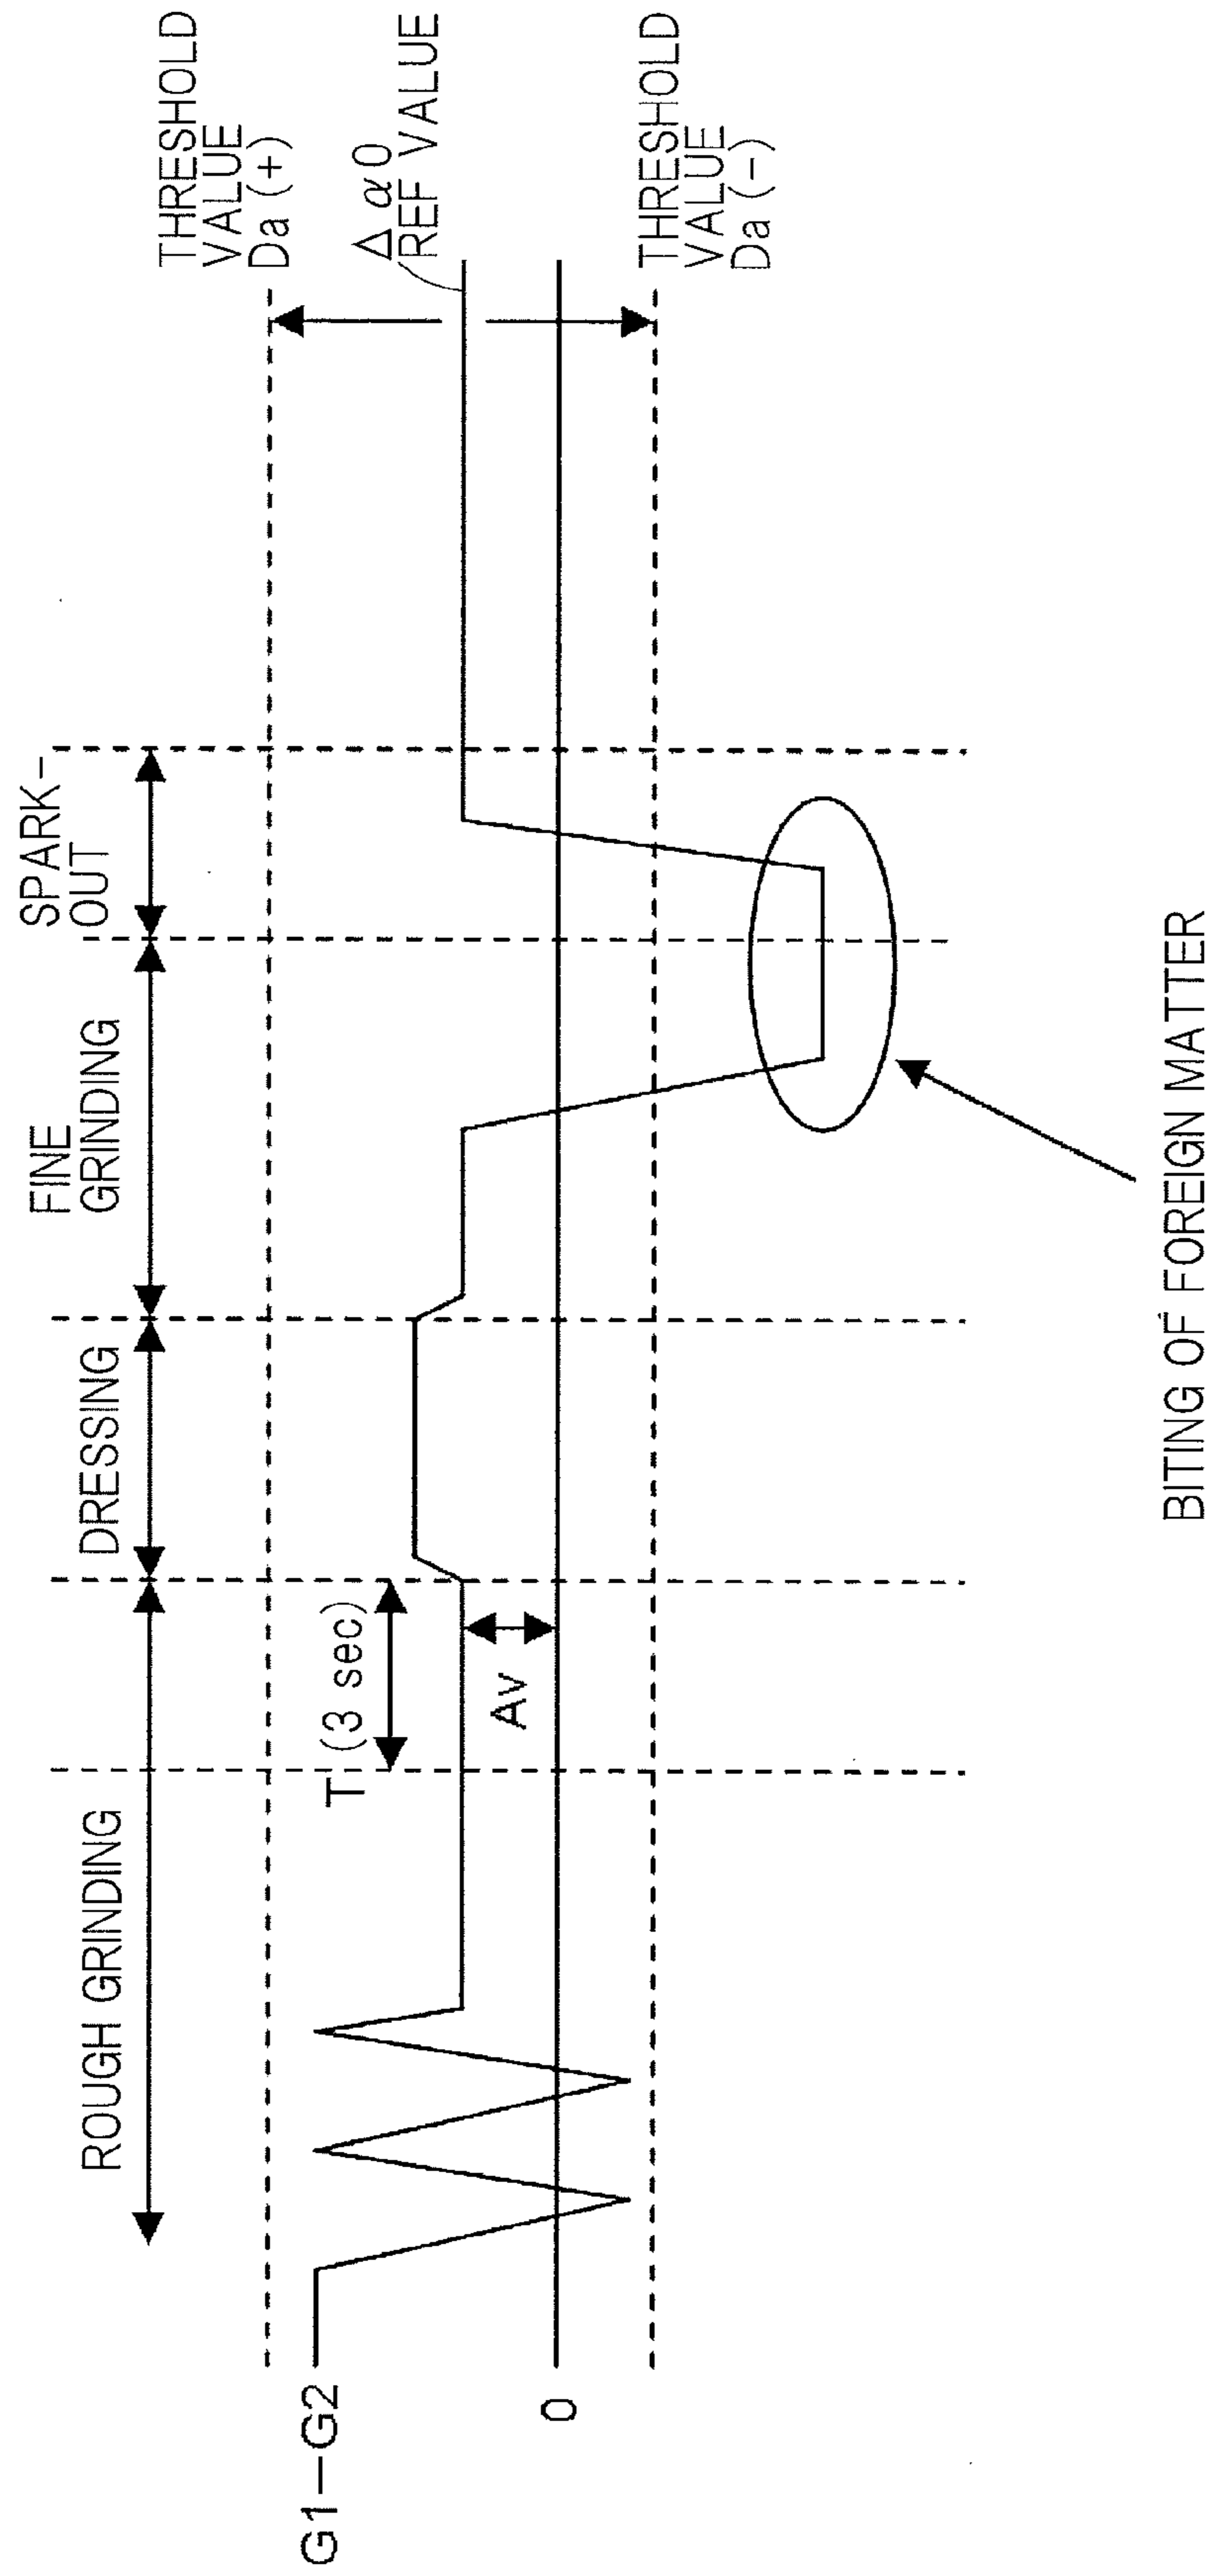 ROUGH GRINDING
DRESSING
FINE
GRINDING
SPARK-
OUT
THRESHOLD
VALUE
Da (+)
Δα0
REF VALUE
THRESHOLD
VALUE
Da (-)
T (3 sec)
Av
G1-G2
0
BITING OF FOREIGN MATTER